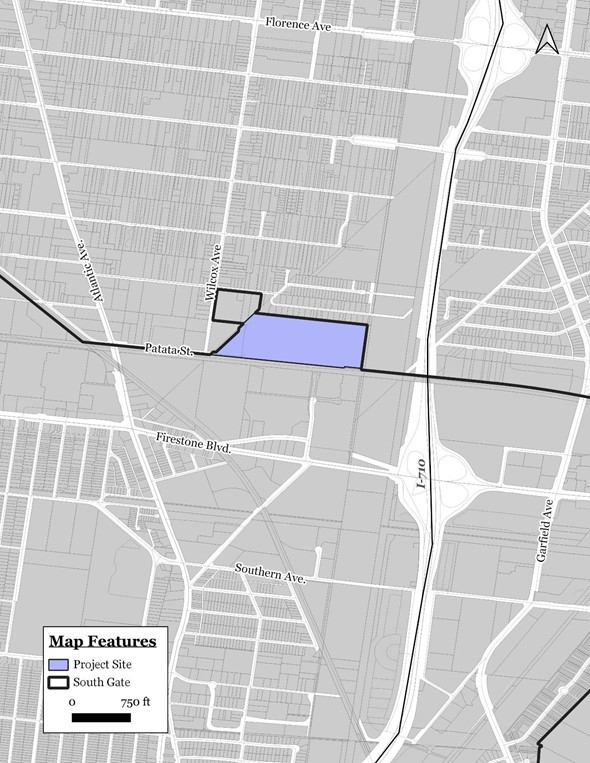 Florence Ave
Wilcox Ave
Atlantic Ave.
Patata St.
Firestone Blvd.
I-710
Garfield Ave
Southern Ave.
Map Features
Project Site
South Gate
0 750 ft